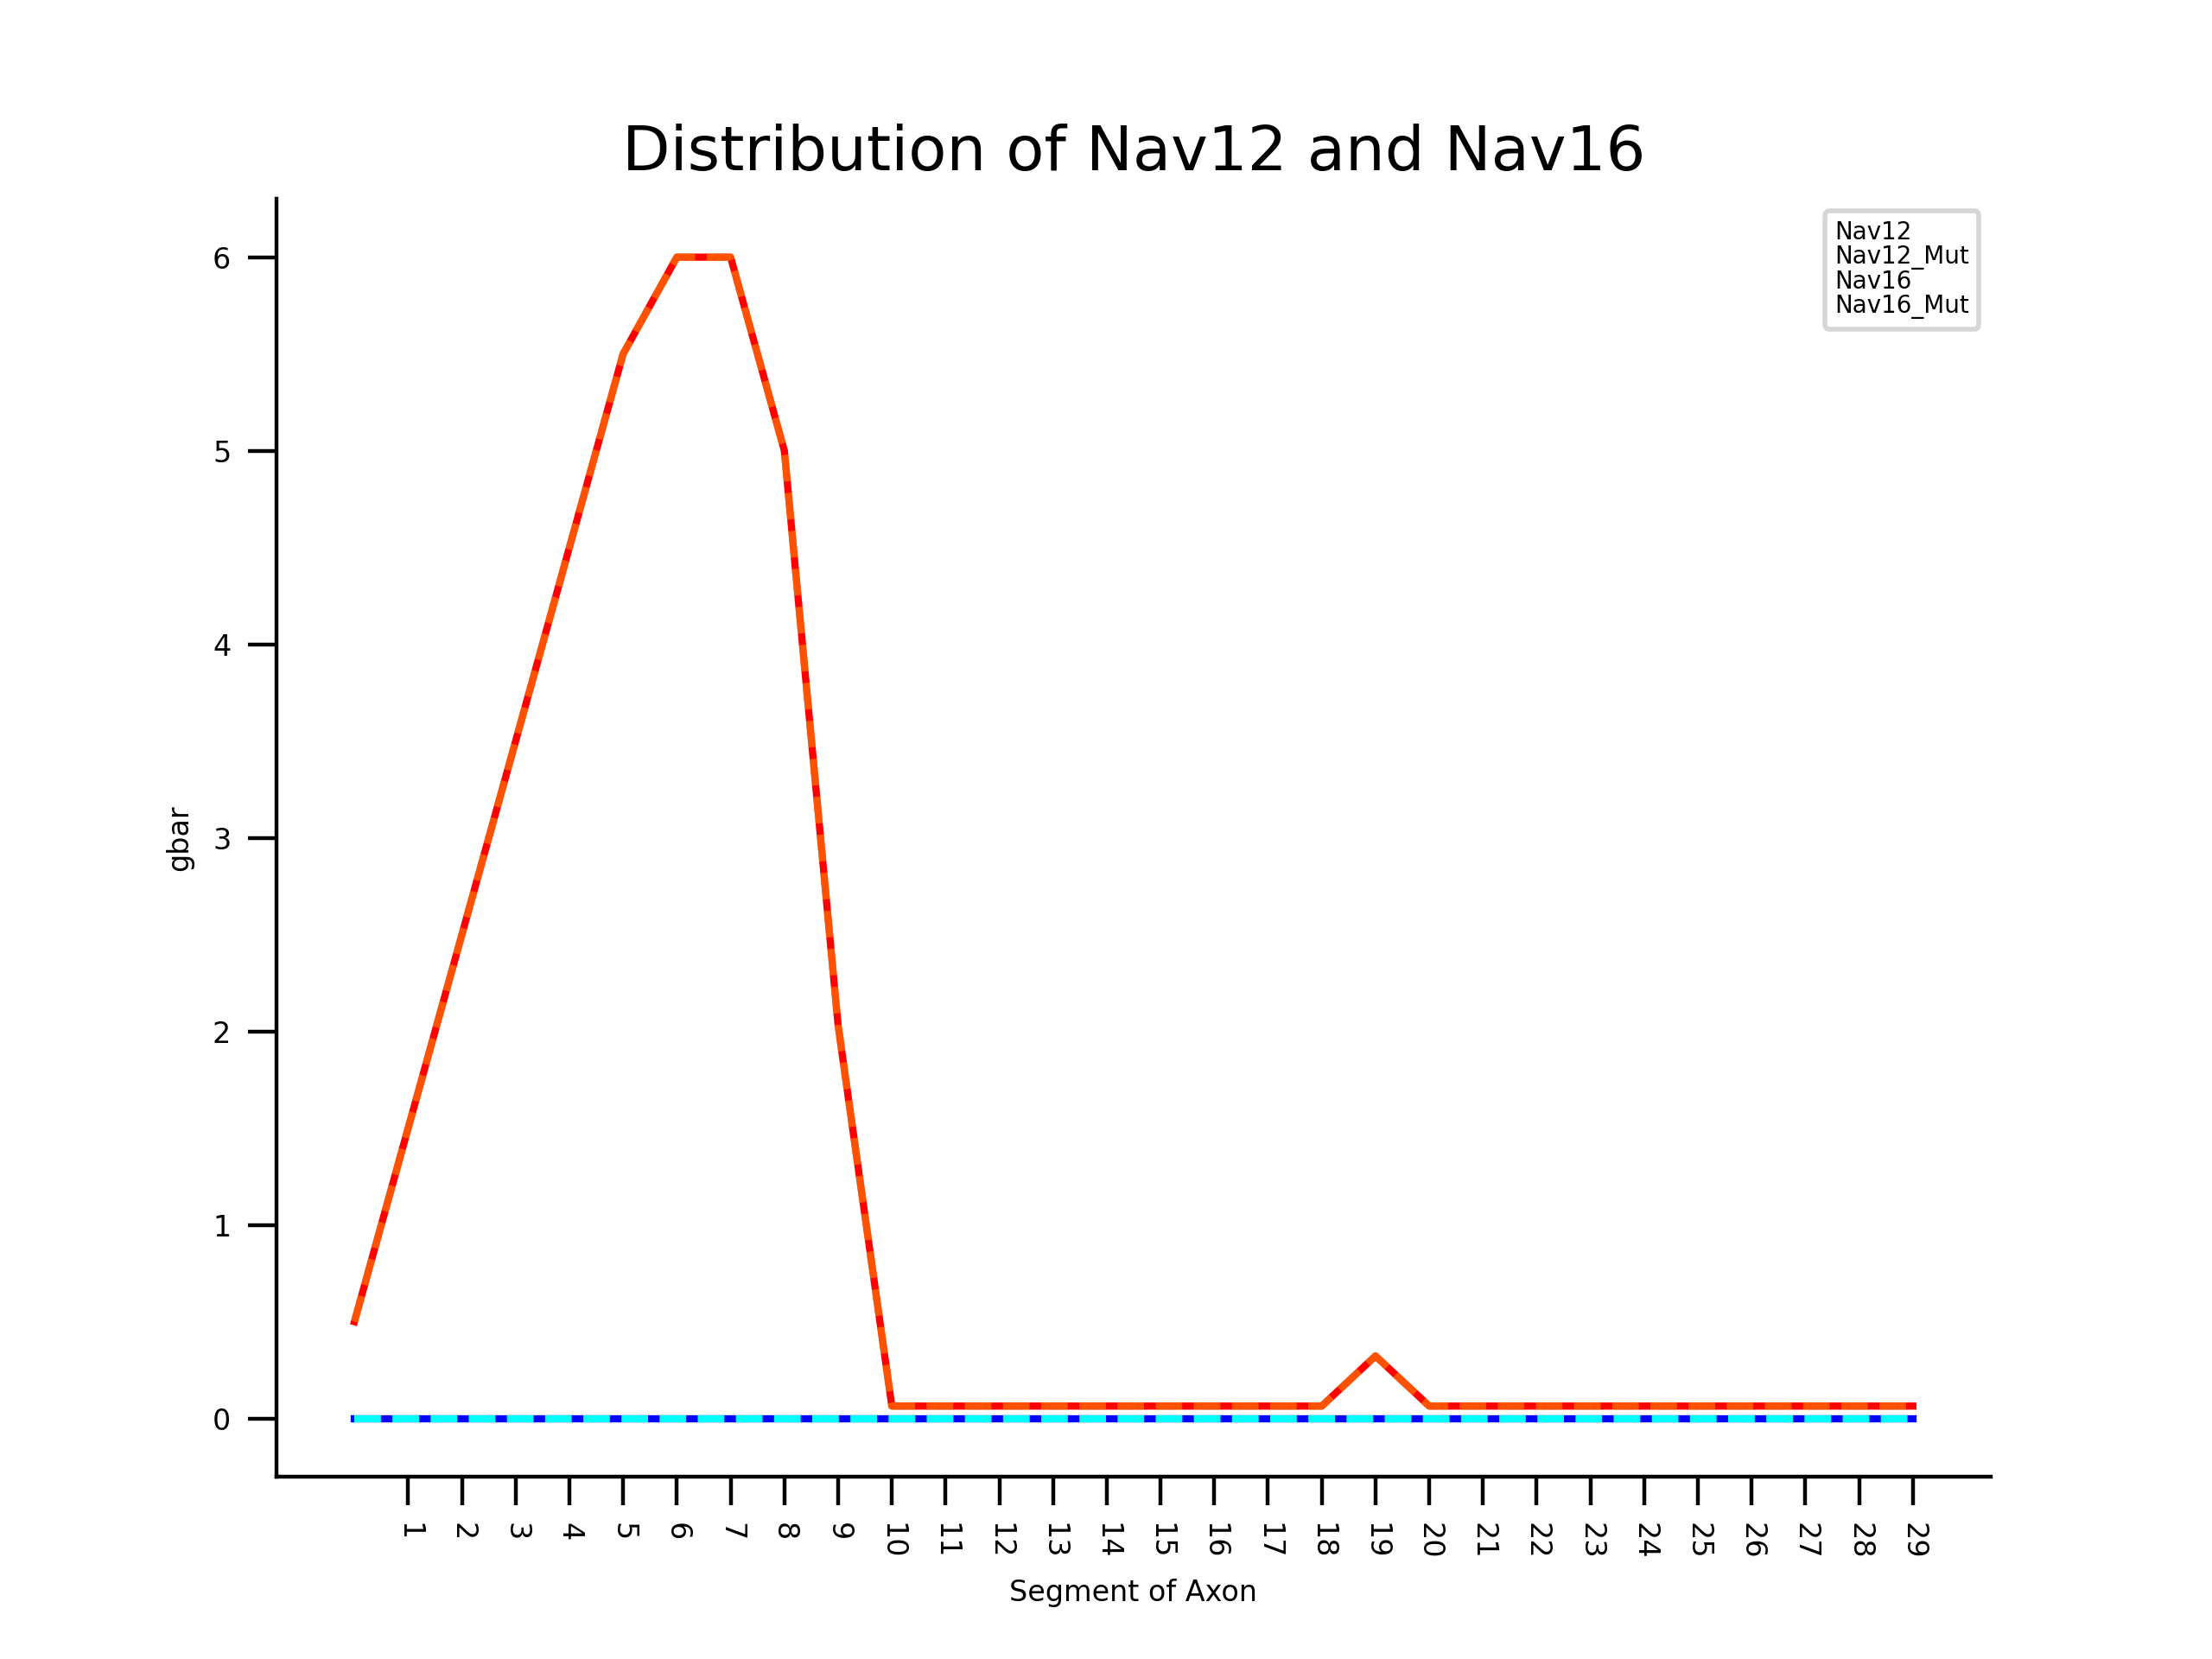 Distribution of Nav12 and Nav16
Nav12
Nav12_Mut
Nav16
Nav16_Mut
6
5
4
3
2
1
0
gbar
1 2 3 4 5 6 7 8 9 10 11 12 13 14 15 16 17 18 19 20 21 22 23 24 25 26 27 28 29
Segment of Axon